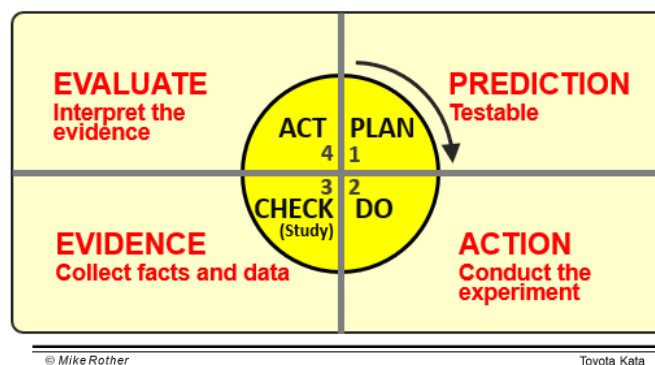 EVALUATE
Interpret the
evidence
PREDICTION
Testable
ACT
PLAN
4
1
3
2
CHECK
(Study)
DO
EVIDENCE
Collect facts and data
ACTION
Conduct the
experiment
© Mike Rother
Toyota Kata